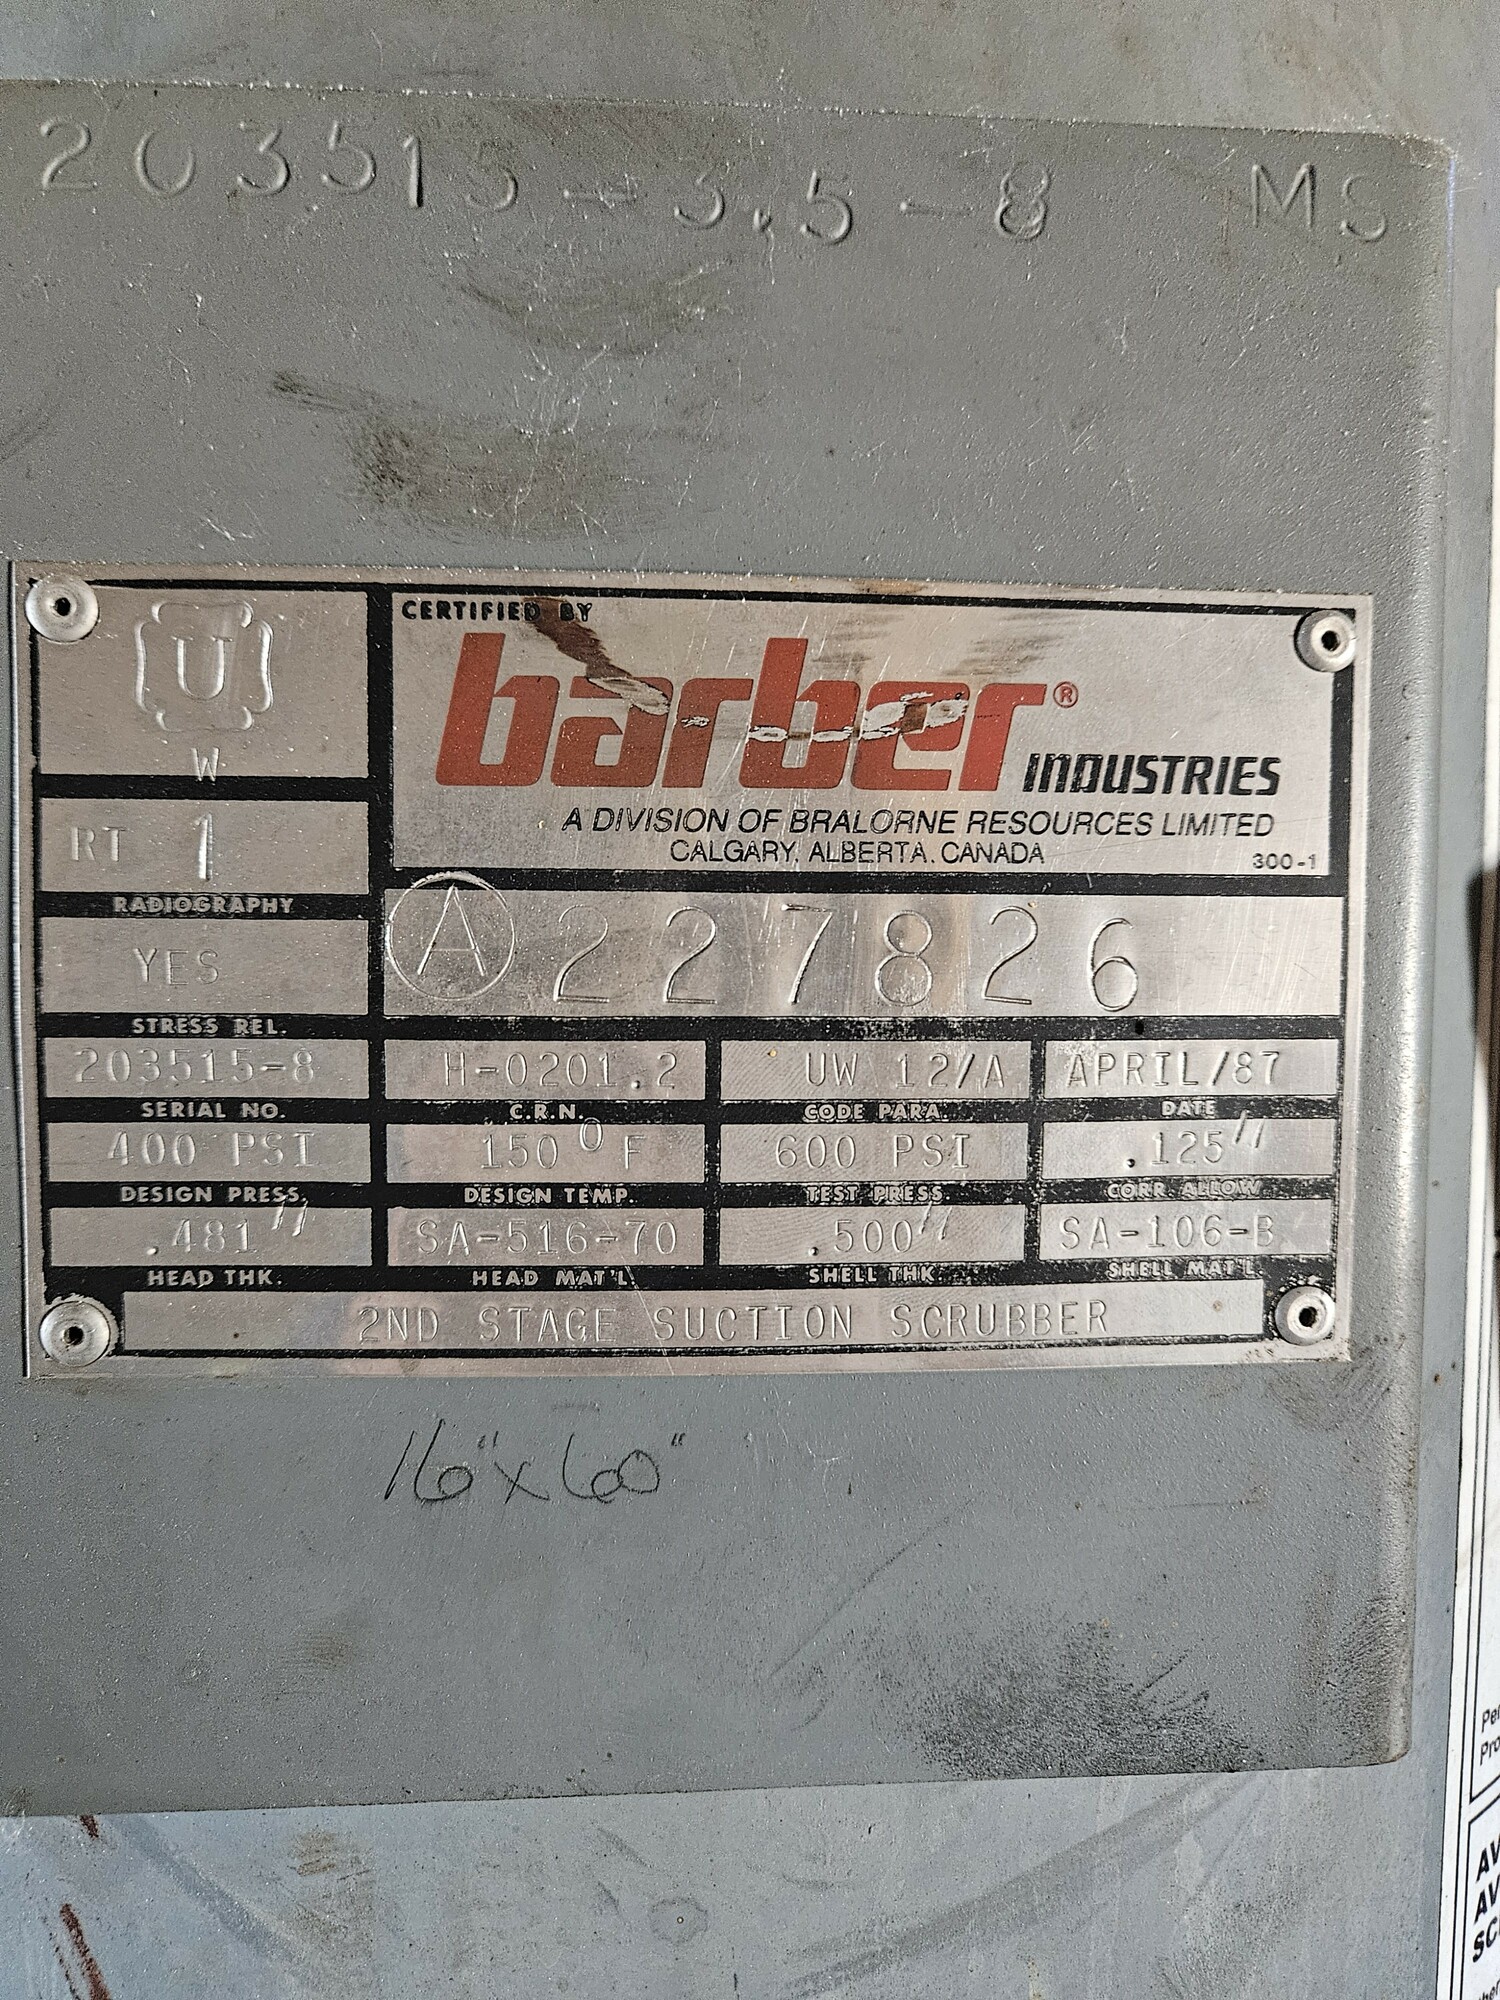 203515-3.5-8 MS
U
W
CERTIFIED BY
barber®
INDUSTRIES
A DIVISION OF BRALORNE RESOURCES LIMITED
CALGARY, ALBERTA, CANADA
300-1
RT 1
RADIOGRAPHY
A 227826
YES
STRESS REL.
203515-8 H-0201.2 UW 12/A APRIL/87
SERIAL NO. C.R.N. CODE PARA. DATE
400 PSI 150 °F 600 PSI .125"
DESIGN PRESS. DESIGN TEMP. TEST PRESS. CORR. ALLOW
.481" SA-516-70 .500" SA-106-B
HEAD THK. HEAD MAT'L. SHELL THK. SHELL MAT'L.
2ND STAGE SUCTION SCRUBBER
16"x60"